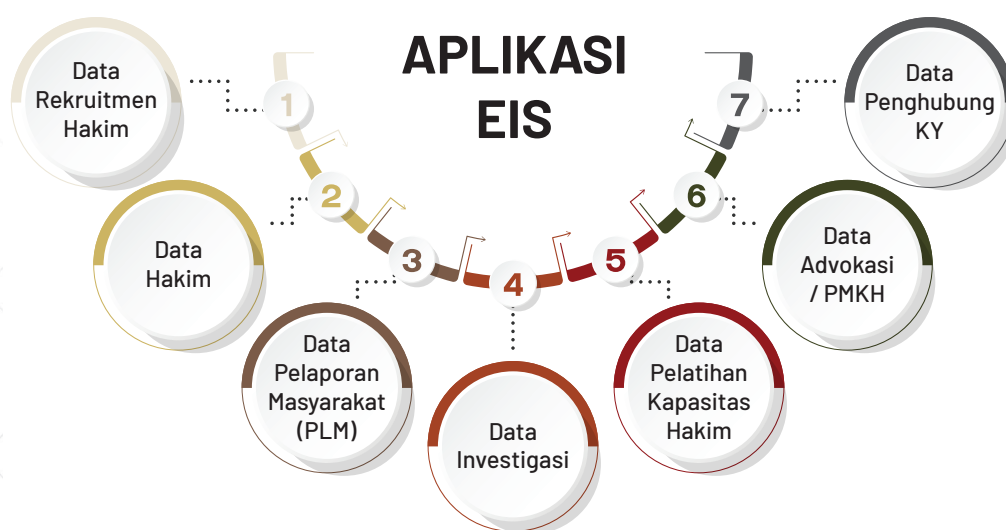 APLIKASI
EIS
1
Data
Rekruitmen
Hakim
2
Data
Hakim
3
Data
Pelaporan
Masyarakat
(PLM)
4
Data
Investigasi
5
Data
Pelatihan
Kapasitas
Hakim
6
Data
Advokasi
/ PMKH
7
Data
Penghubung
KY